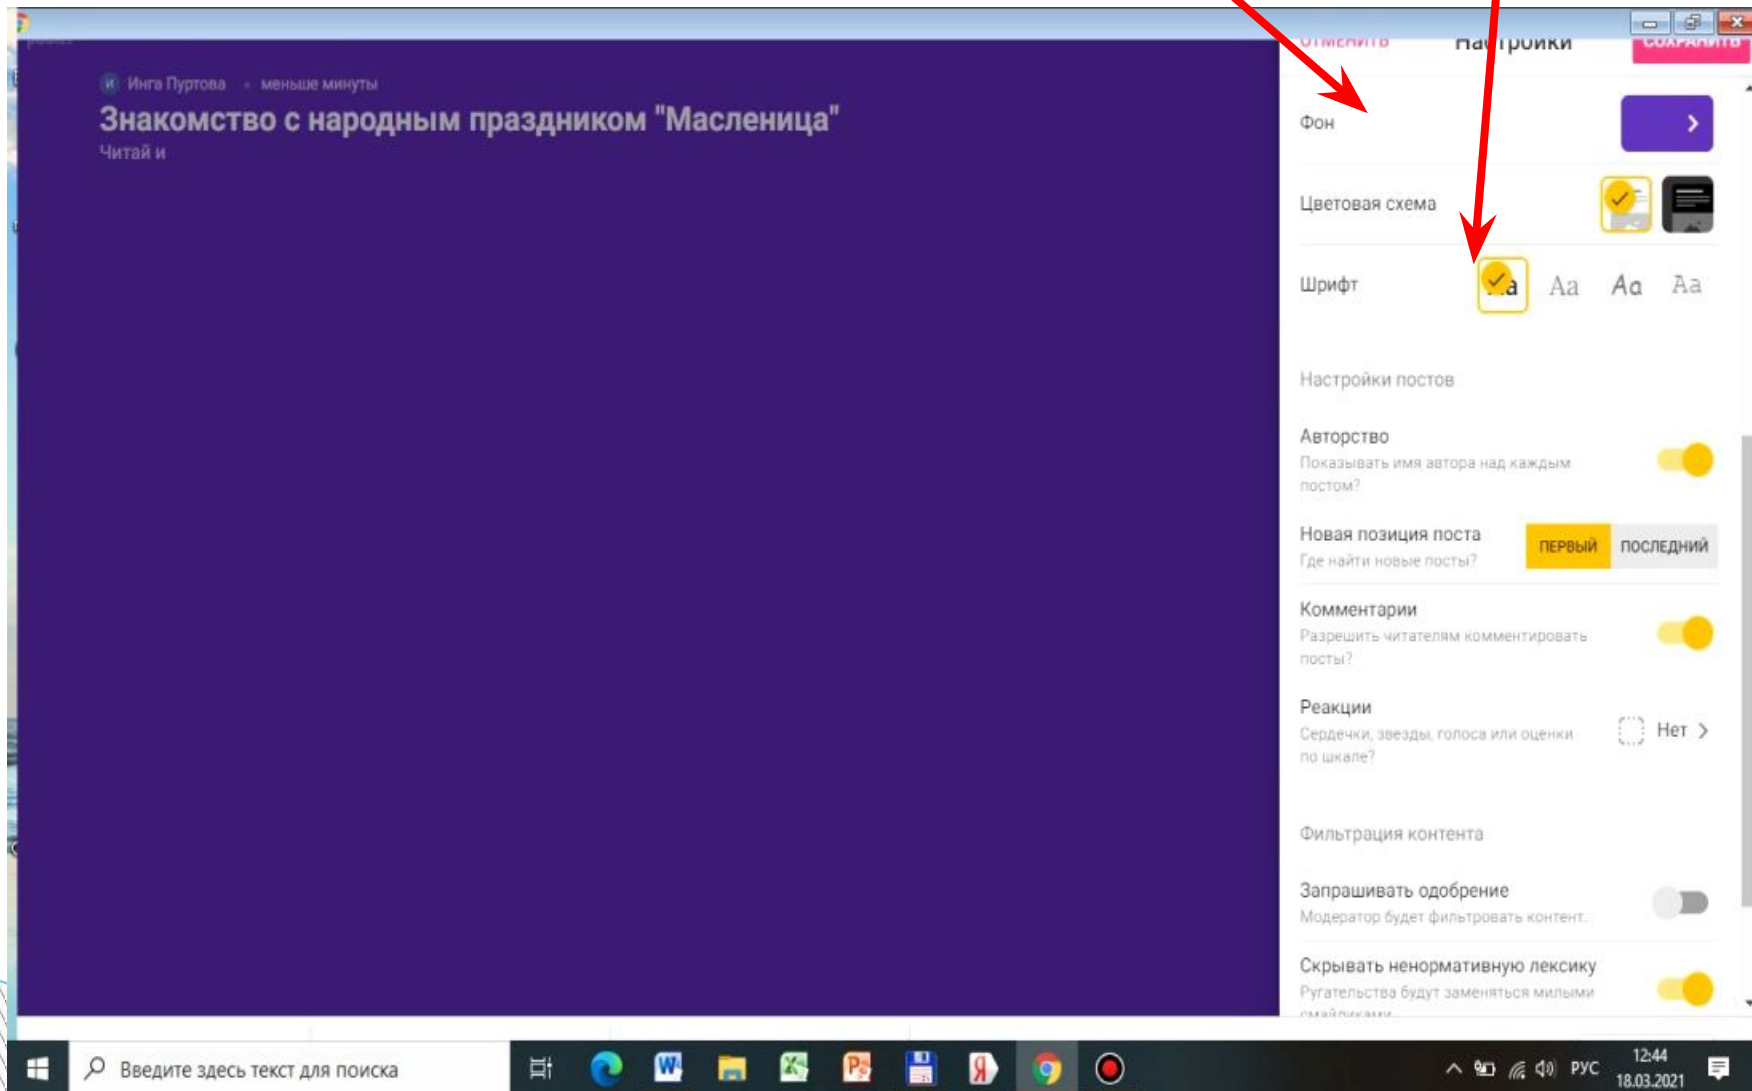 ОТМЕНИТЬ
Настройки
СОХРАНИТЬ
Инга Пуртова • меньше минуты
Знакомство с народным праздником "Масленица"
Читай и
Фон
Цветовая схема
Шрифт
Aa Aa Aa
Настройки постов
Авторство
Показывать имя автора над каждым
постом?
Новая позиция поста
Где найти новые посты?
ПЕРВЫЙ ПОСЛЕДНИЙ
Комментарии
Разрешить читателям комментировать
посты?
Реакции
Сердечки, звезды, голоса или оценки
по шкале?
Нет
Фильтрация контента
Запрашивать одобрение
Модератор будет фильтровать контент.
Скрывать ненормативную лексику
Ругательства будут заменяться милыми
смайликами
Введите здесь текст для поиска
РУС
12:44
18.03.2021